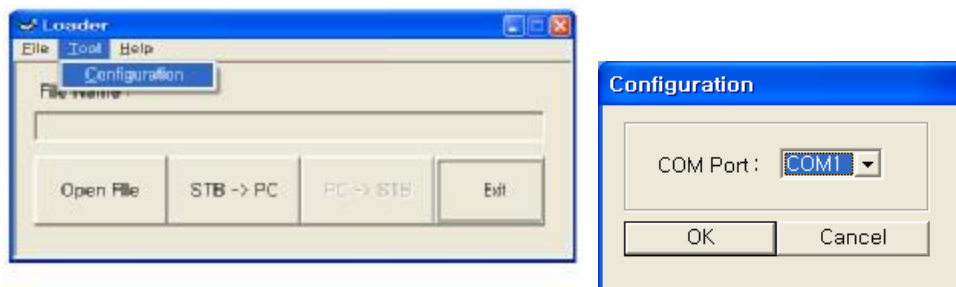 Loader
File Tool Help
Configuration
File Name :
Open File STB -> PC PC -> STB Exit
Configuration
COM Port : COM1
OK Cancel